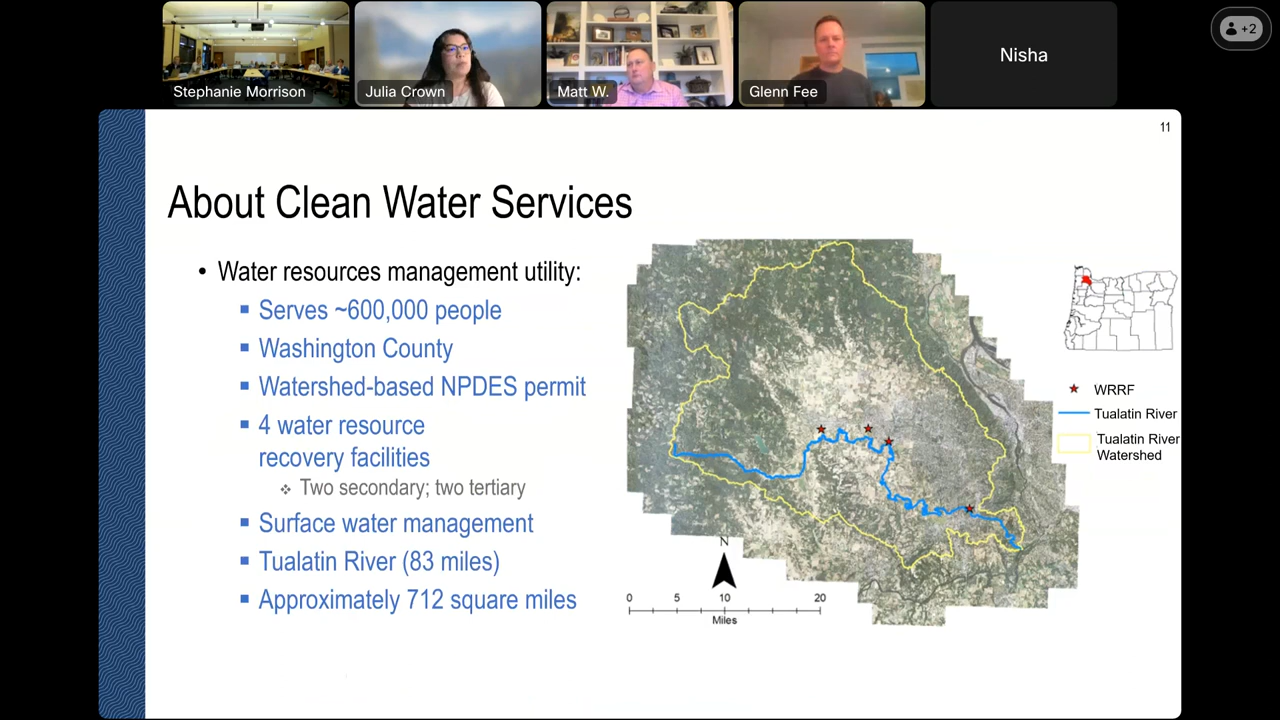 Stephanie Morrison
Julia Crown
Matt W.
Glenn Fee
Nisha
+2
11
About Clean Water Services
• Water resources management utility:
▪ Serves ~600,000 people
▪ Washington County
▪ Watershed-based NPDES permit
▪ 4 water resource
recovery facilities
❖ Two secondary; two tertiary
▪ Surface water management
▪ Tualatin River (83 miles)
▪ Approximately 712 square miles
WRRF
Tualatin River
Tualatin River
Watershed
N
0 5 10 20
Miles